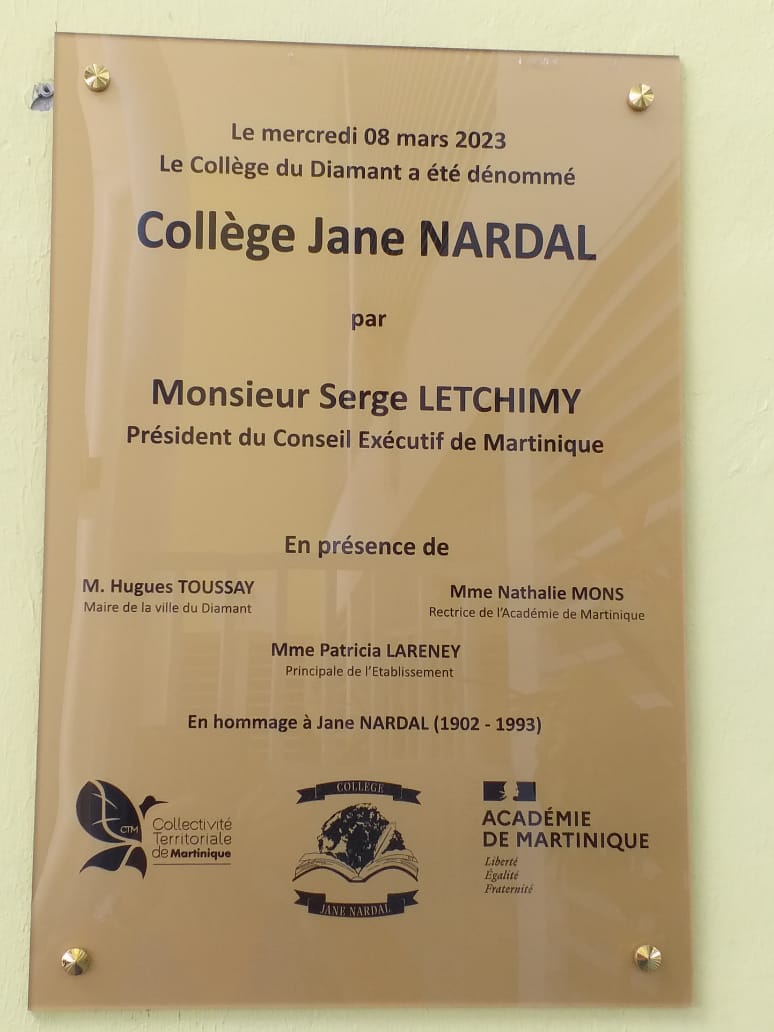 Le mercredi 08 mars 2023
Le Collège du Diamant a été dénommé
Collège Jane NARDAL
par
Monsieur Serge LETCHIMY
Président du Conseil Exécutif de Martinique
En présence de
M. Hugues TOUSSAY
Maire de la ville du Diamant
Mme Nathalie MONS
Rectrice de l'Académie de Martinique
Mme Patricia LARENEY
Principale de l'Etablissement
En hommage à Jane NARDAL (1902 - 1993)
CTM
Collectivité
Territoriale
de Martinique
COLLEGE
JANE NARDAL
ACADÉMIE
DE MARTINIQUE
Liberté
Égalité
Fraternité